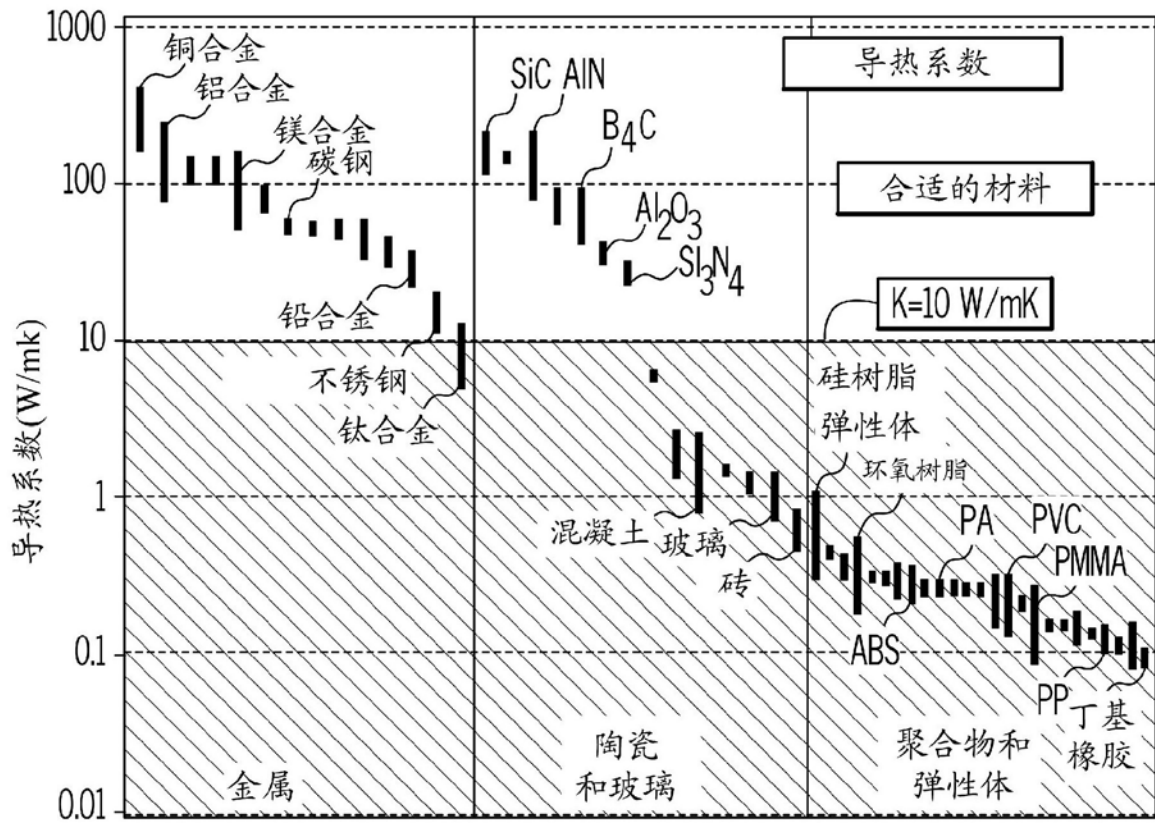 1000
100
10
1
0.1
0.01
导热系数(W/mk)
铜合金
铝合金
镁合金
碳钢
铅合金
不锈钢
钛合金
金属
SiC AlN
B4C
Al2O3
SI3N4
混凝土
玻璃
砖
陶瓷
和玻璃
导热系数
合适的材料
K=10 W/mK
硅树脂
弹性体
环氧树脂
PA
PVC
PMMA
ABS
PP
丁基
橡胶
聚合物和
弹性体